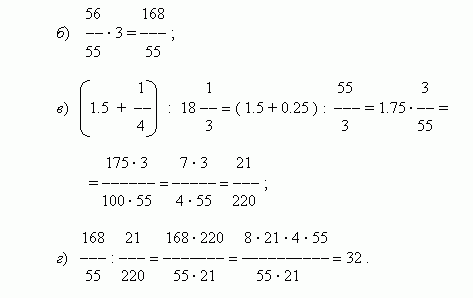 б) 56/55 · 3 = 168/55 ;
в) (1.5 + 1/4) : 18 1/3 = ( 1.5 + 0.25 ) : 55/3 = 1.75 · 3/55 =
= 175 · 3/100 · 55 = 7 · 3/4 · 55 = 21/220 ;
г) 168/55 : 21/220 = 168 · 220/55 · 21 = 8 · 21 · 4 · 55/55 · 21 = 32 .